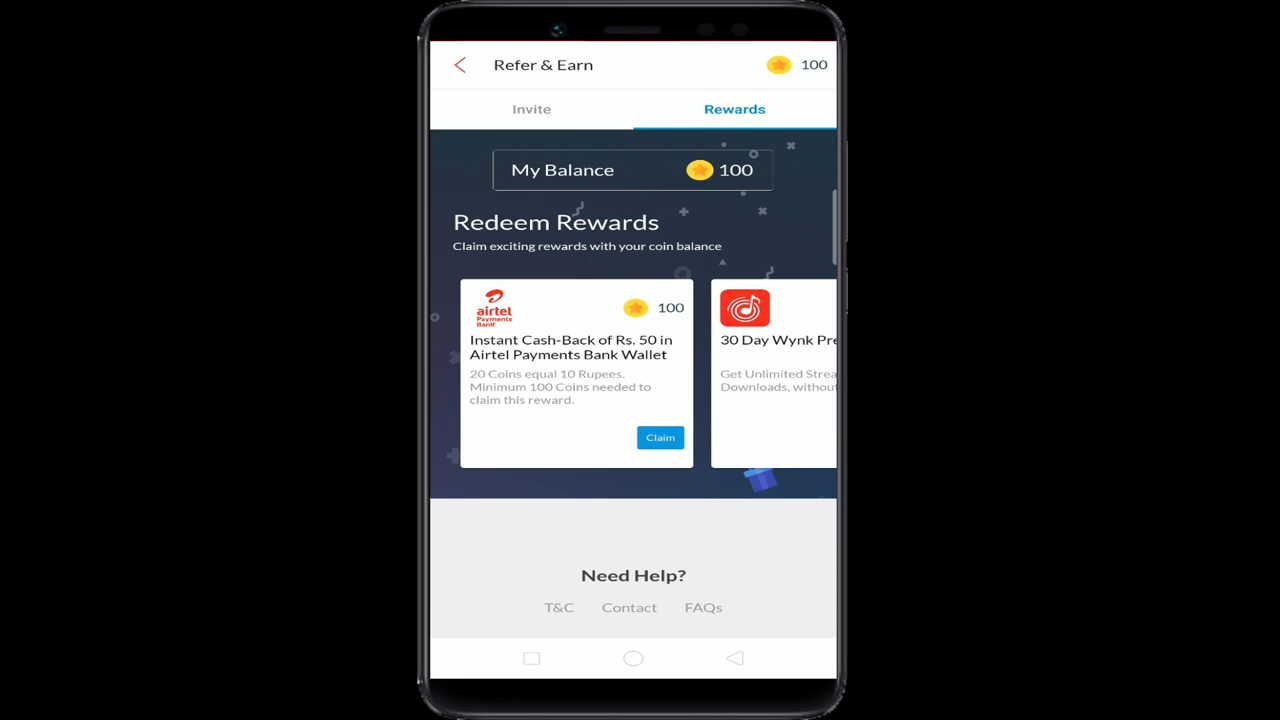 Refer & Earn
100
Invite
Rewards
My Balance
100
Redeem Rewards
Claim exciting rewards with your coin balance
airtel
Payments
Bank
100
Instant Cash-Back of Rs. 50 in
Airtel Payments Bank Wallet
20 Coins equal 10 Rupees.
Minimum 100 Coins needed to
claim this reward.
Claim
30 Day Wynk Pre
Get Unlimited Strea
Downloads, without
Need Help?
T&C
Contact
FAQs